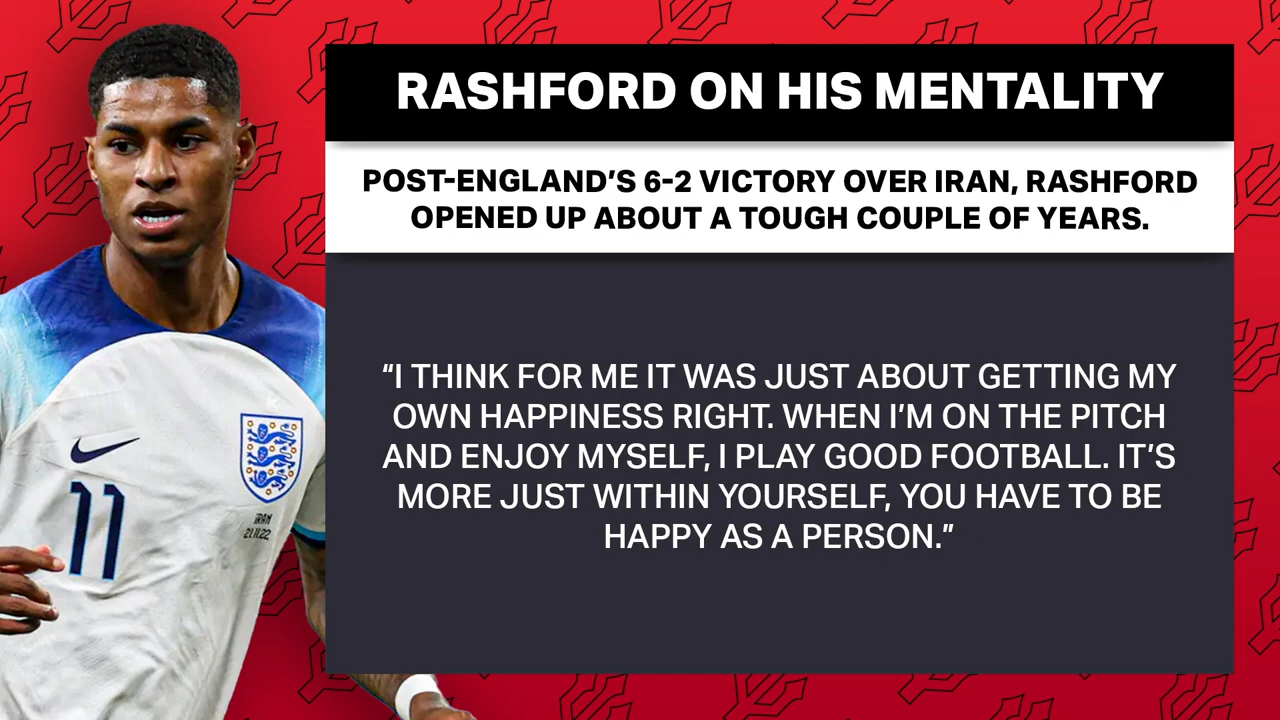 RASHFORD ON HIS MENTALITY
POST-ENGLAND’S 6-2 VICTORY OVER IRAN, RASHFORD
OPENED UP ABOUT A TOUGH COUPLE OF YEARS.
“I THINK FOR ME IT WAS JUST ABOUT GETTING MY
OWN HAPPINESS RIGHT. WHEN I’M ON THE PITCH
AND ENJOY MYSELF, I PLAY GOOD FOOTBALL. IT’S
MORE JUST WITHIN YOURSELF, YOU HAVE TO BE
HAPPY AS A PERSON.”
11
IRAN
21.11.22